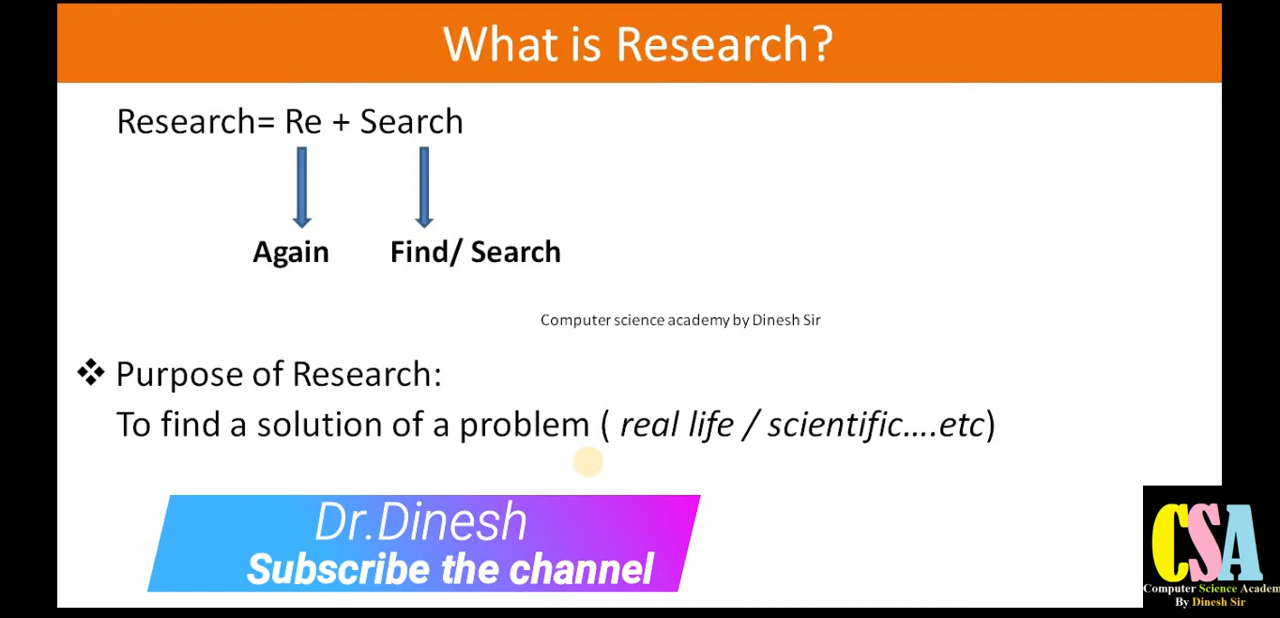 What is Research?
Research= Re + Search
Again Find/ Search
Computer science academy by Dinesh Sir
❖ Purpose of Research:
To find a solution of a problem ( real life / scientific....etc)
Dr.Dinesh
Subscribe the channel
CSA
Computer Science Academ
By Dinesh Sir